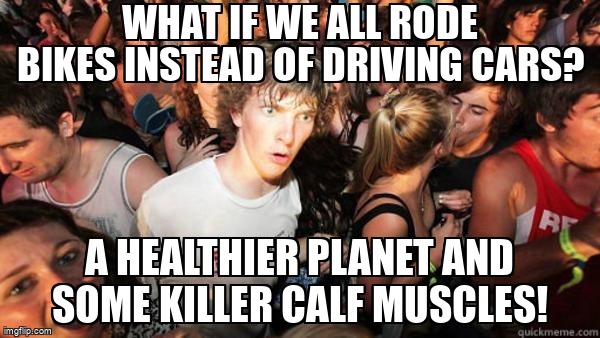 WHAT IF WE ALL RODE
BIKES INSTEAD OF DRIVING CARS?
A HEALTHIER PLANET AND
SOME KILLER CALF MUSCLES!
imgflip.com
quickmeme.com